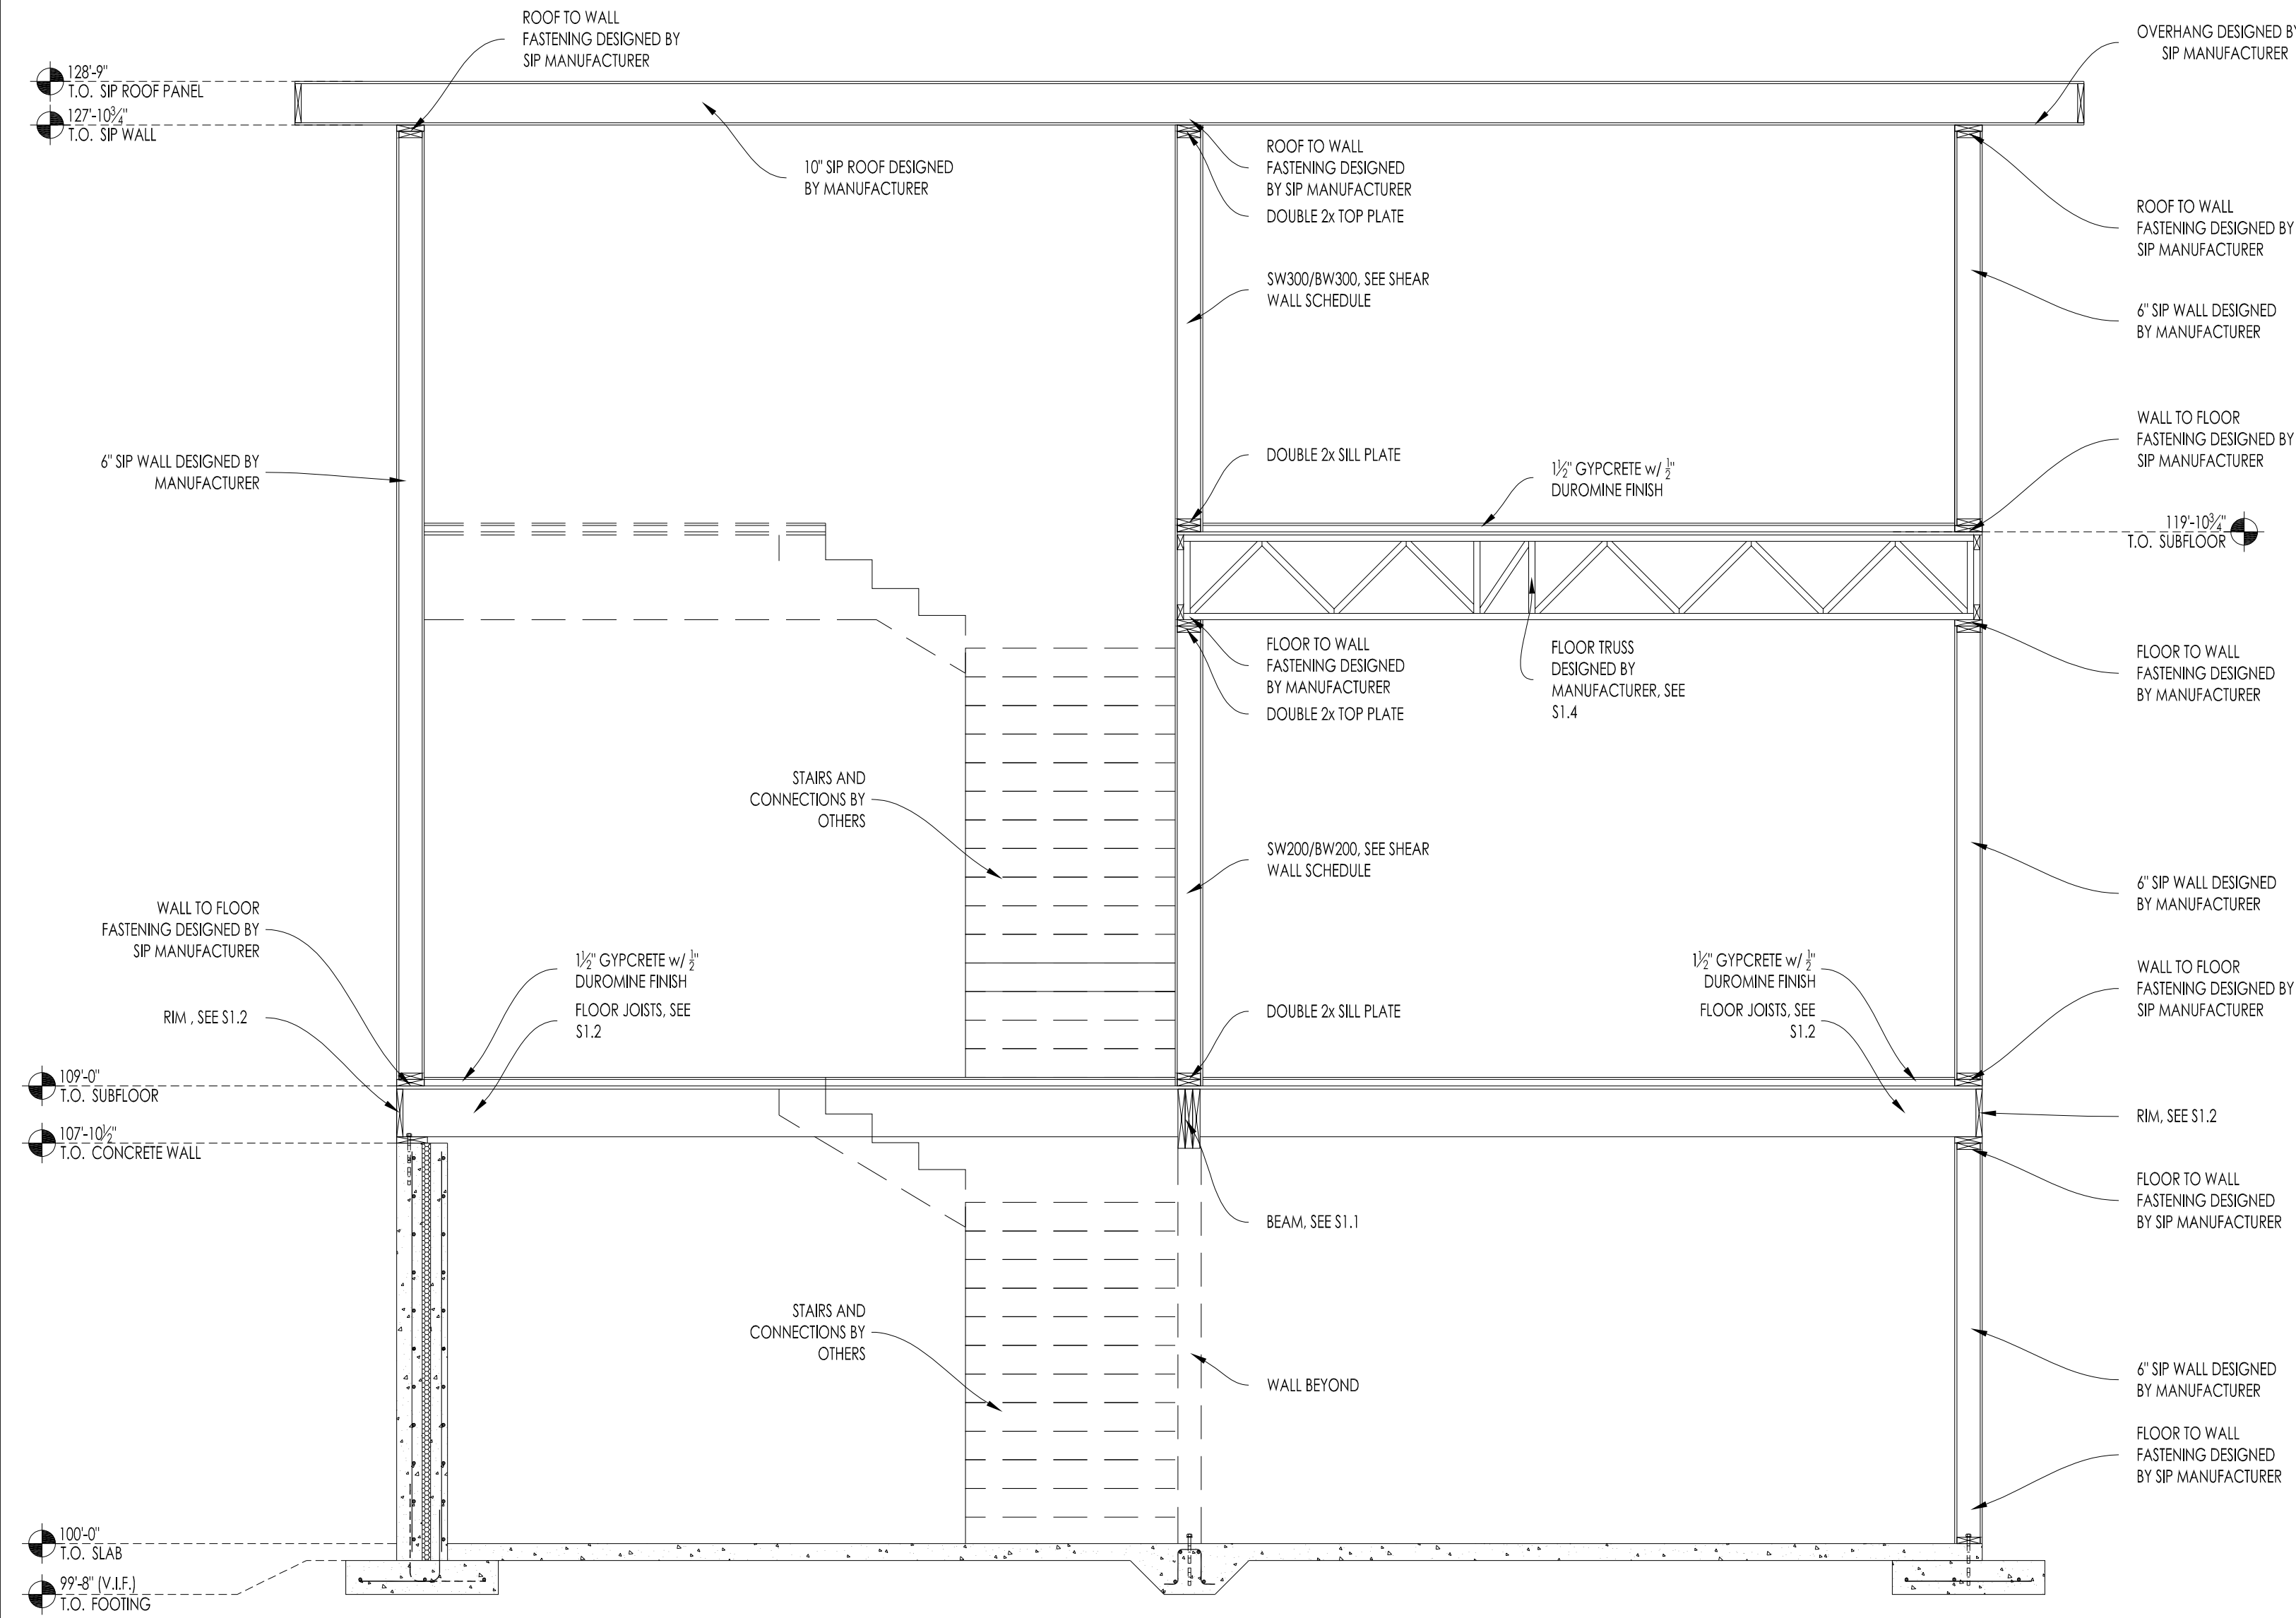 ROOF TO WALL
FASTENING DESIGNED BY
SIP MANUFACTURER
OVERHANG DESIGNED BY
SIP MANUFACTURER
128'-9"
T.O. SIP ROOF PANEL
127'-10¾"
T.O. SIP WALL
10" SIP ROOF DESIGNED
BY MANUFACTURER
ROOF TO WALL
FASTENING DESIGNED
BY SIP MANUFACTURER
DOUBLE 2x TOP PLATE
ROOF TO WALL
FASTENING DESIGNED BY
SIP MANUFACTURER
SW300/BW300, SEE SHEAR
WALL SCHEDULE
6" SIP WALL DESIGNED
BY MANUFACTURER
6" SIP WALL DESIGNED BY
MANUFACTURER
DOUBLE 2x SILL PLATE
1½" GYPCRETE w/ ½"
DUROMINE FINISH
WALL TO FLOOR
FASTENING DESIGNED BY
SIP MANUFACTURER
119'-10¾"
T.O. SUBFLOOR
FLOOR TO WALL
FASTENING DESIGNED
BY MANUFACTURER
DOUBLE 2x TOP PLATE
FLOOR TRUSS
DESIGNED BY
MANUFACTURER, SEE
S1.4
FLOOR TO WALL
FASTENING DESIGNED
BY MANUFACTURER
STAIRS AND
CONNECTIONS BY
OTHERS
SW200/BW200, SEE SHEAR
WALL SCHEDULE
6" SIP WALL DESIGNED
BY MANUFACTURER
WALL TO FLOOR
FASTENING DESIGNED BY
SIP MANUFACTURER
RIM , SEE S1.2
1½" GYPCRETE w/ ½"
DUROMINE FINISH
FLOOR JOISTS, SEE
S1.2
DOUBLE 2x SILL PLATE
1½" GYPCRETE w/ ½"
DUROMINE FINISH
FLOOR JOISTS, SEE
S1.2
WALL TO FLOOR
FASTENING DESIGNED BY
SIP MANUFACTURER
109'-0"
T.O. SUBFLOOR
107'-10½"
T.O. CONCRETE WALL
RIM, SEE S1.2
FLOOR TO WALL
FASTENING DESIGNED
BY SIP MANUFACTURER
BEAM, SEE S1.1
STAIRS AND
CONNECTIONS BY
OTHERS
WALL BEYOND
6" SIP WALL DESIGNED
BY MANUFACTURER
FLOOR TO WALL
FASTENING DESIGNED
BY SIP MANUFACTURER
100'-0"
T.O. SLAB
99'-8" (V.I.F.)
T.O. FOOTING